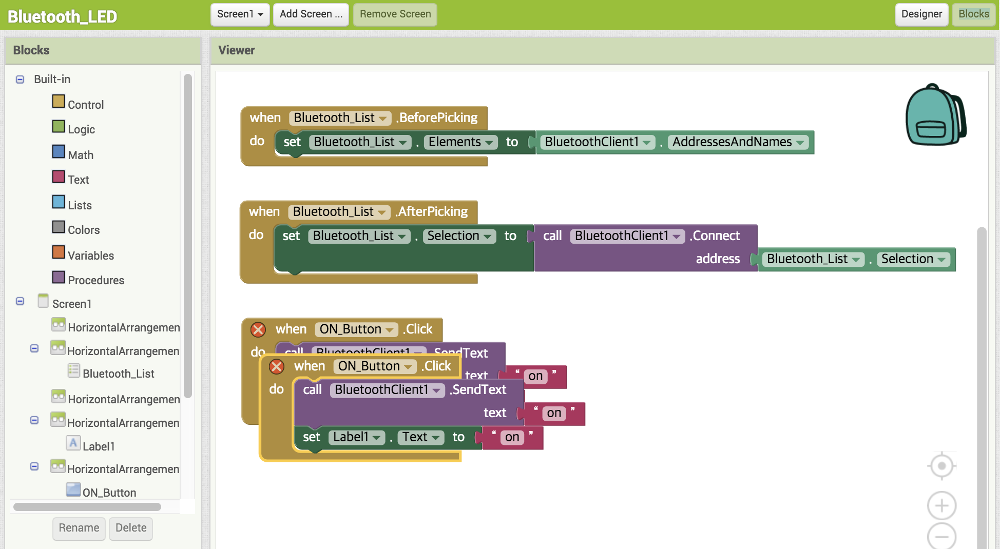 Bluetooth_LED
Screen1
Add Screen ...
Remove Screen
Designer
Blocks
Blocks
Viewer
Built-in
Control
Logic
Math
Text
Lists
Colors
Variables
Procedures
Screen1
HorizontalArrangemen
HorizontalArrangemen
Bluetooth_List
HorizontalArrangemen
HorizontalArrangemen
Label1
HorizontalArrangemen
ON_Button
Rename
Delete
when Bluetooth_List .BeforePicking
do set Bluetooth_List . Elements to BluetoothClient1 . AddressesAndNames
when Bluetooth_List .AfterPicking
do set Bluetooth_List . Selection to call BluetoothClient1 .Connect
address Bluetooth_List . Selection
when ON_Button .Click
do call BluetoothClient1 .SendText
text “ on ”
when ON_Button .Click
do call BluetoothClient1 .SendText
text “ on ”
set Label1 . Text to “ on ”